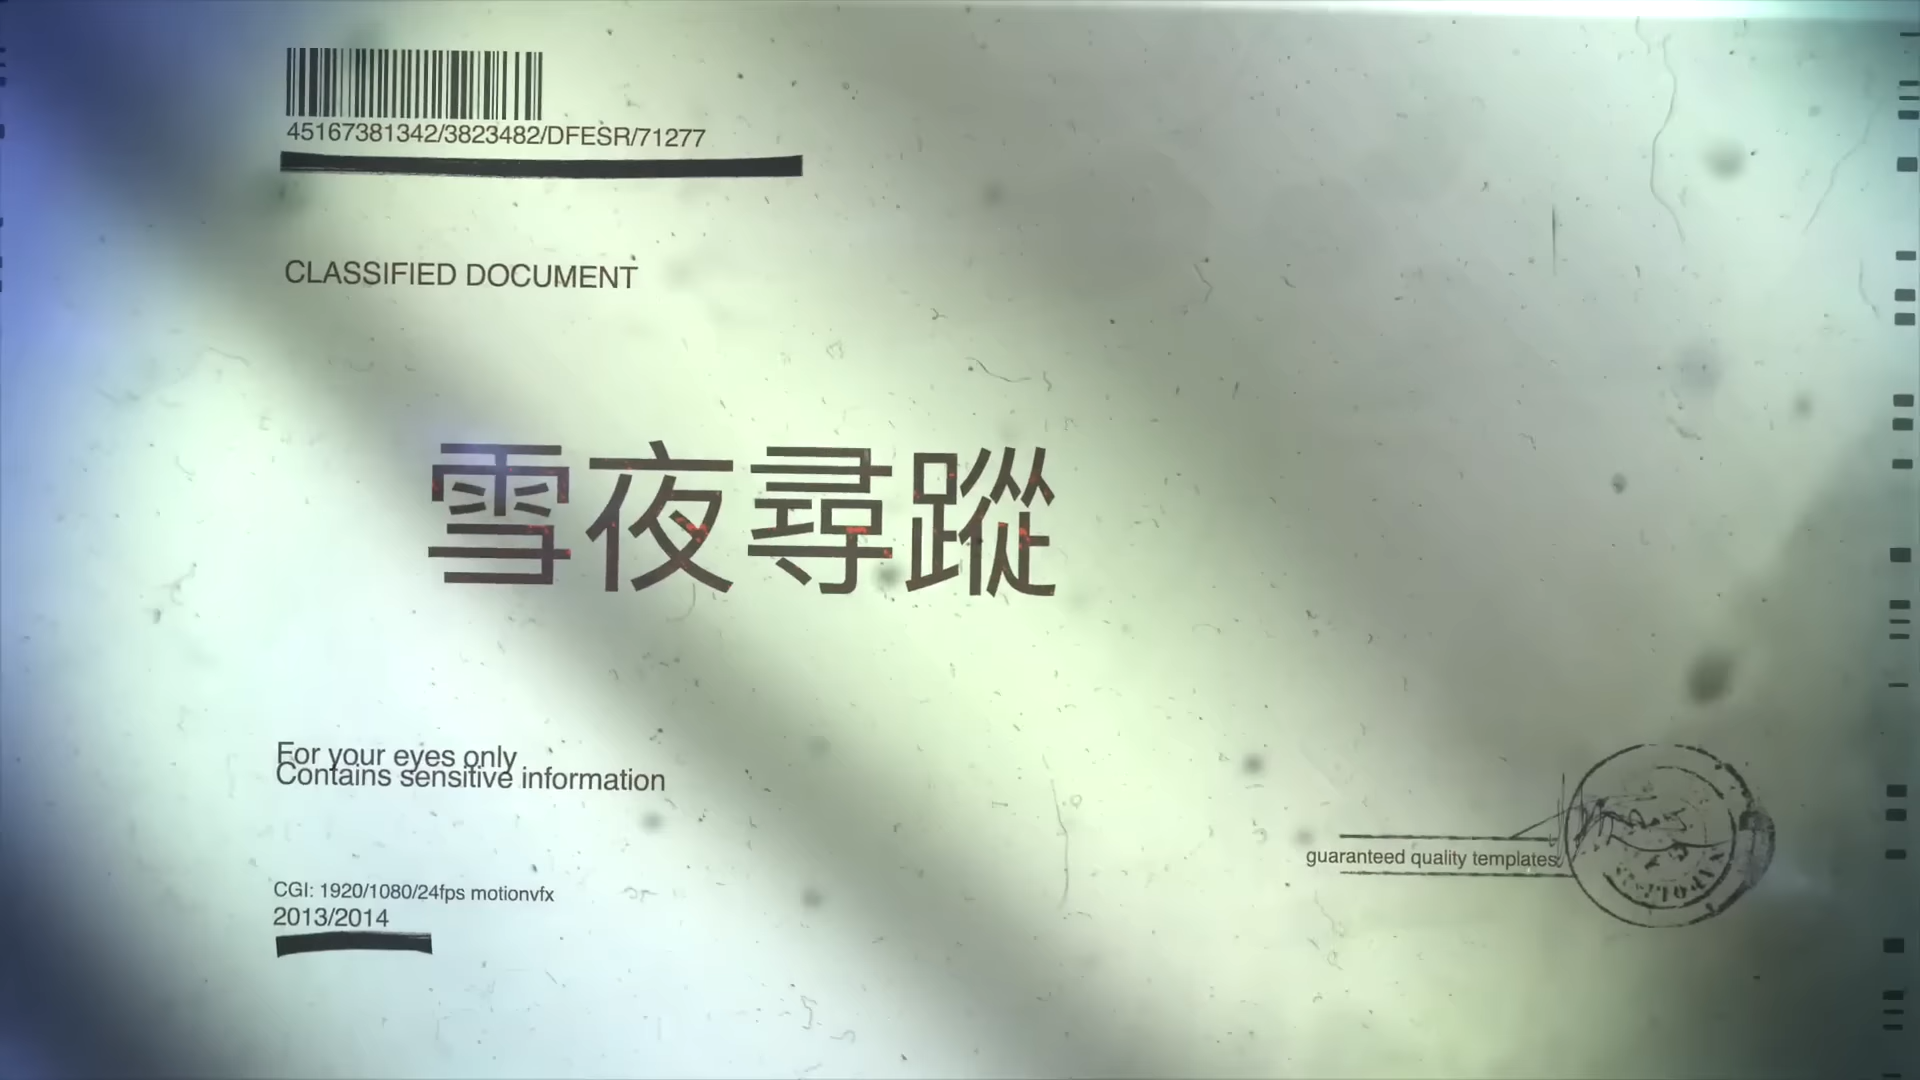 45167381342/3823482/DFESR/71277
CLASSIFIED DOCUMENT
雪夜尋蹤
For your eyes only
Contains sensitive information
CGI: 1920/1080/24fps motionvfx
2013/2014
guaranteed quality templates